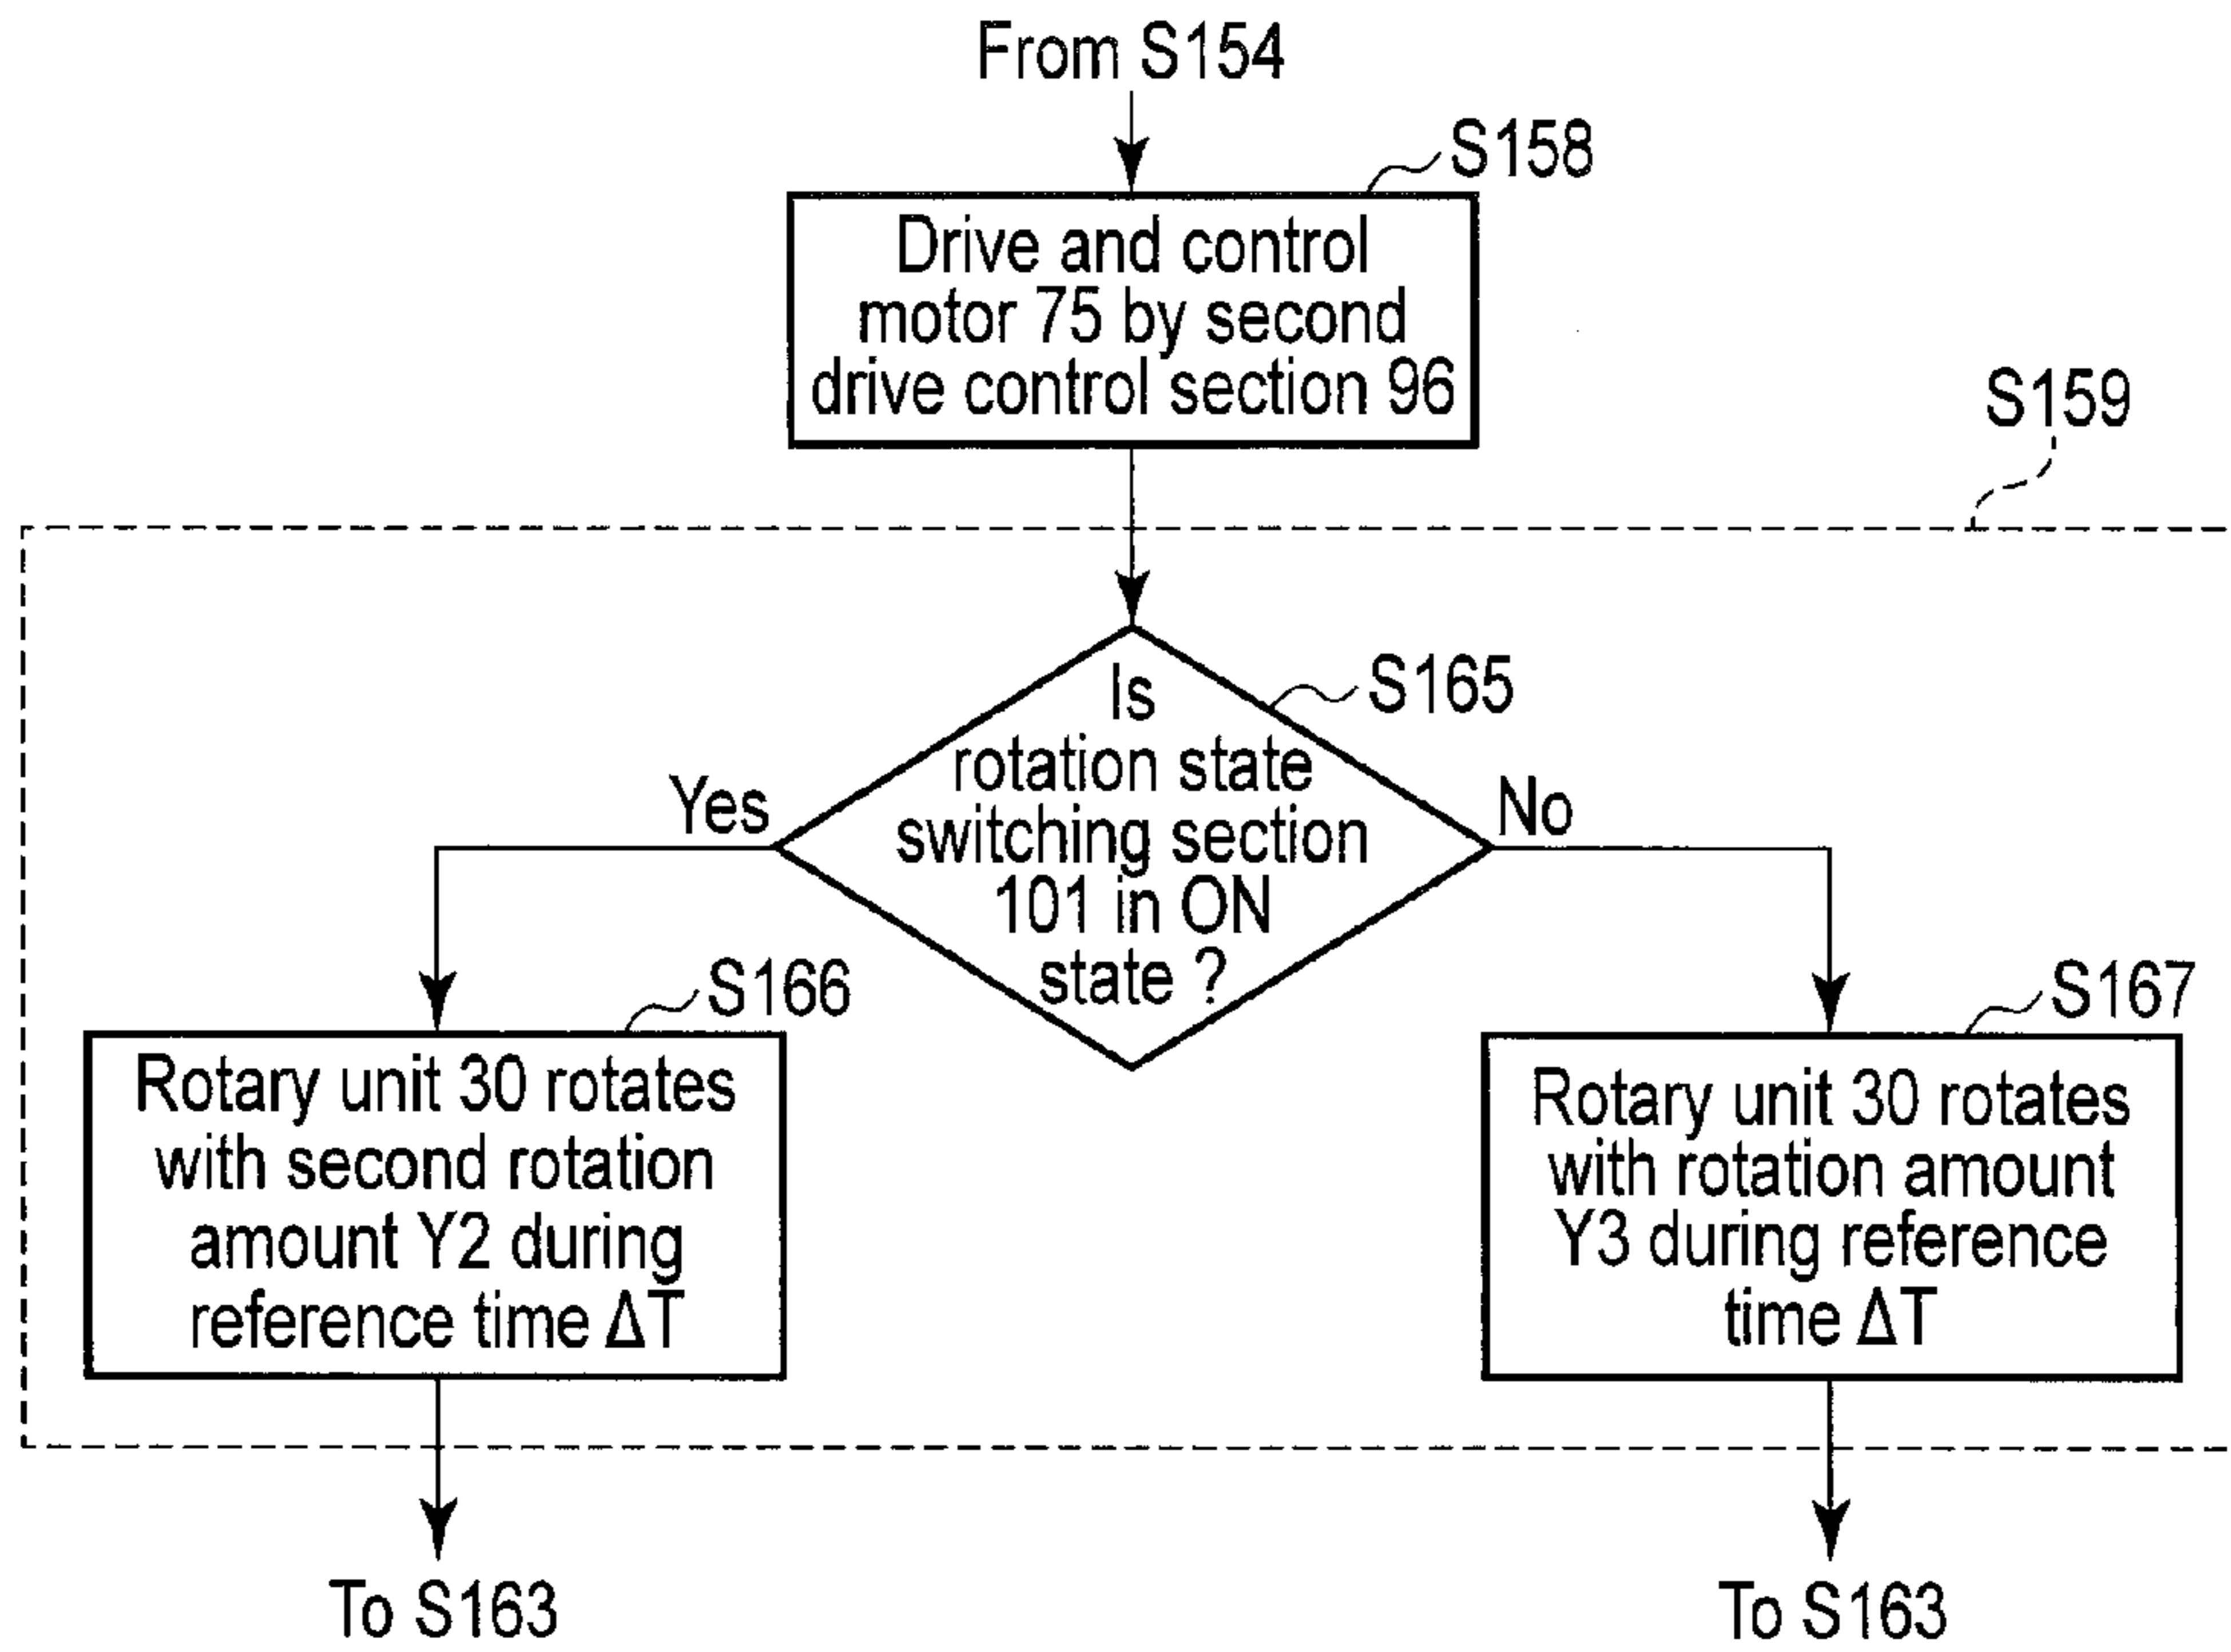 From S154
S158
Drive and control
motor 75 by second
drive control section 96
S159
S165
Is
rotation state
switching section
101 in ON
state ?
Yes
No
S166
Rotary unit 30 rotates
with second rotation
amount Y2 during
reference time ΔT
S167
Rotary unit 30 rotates
with rotation amount
Y3 during reference
time ΔT
To S163
To S163